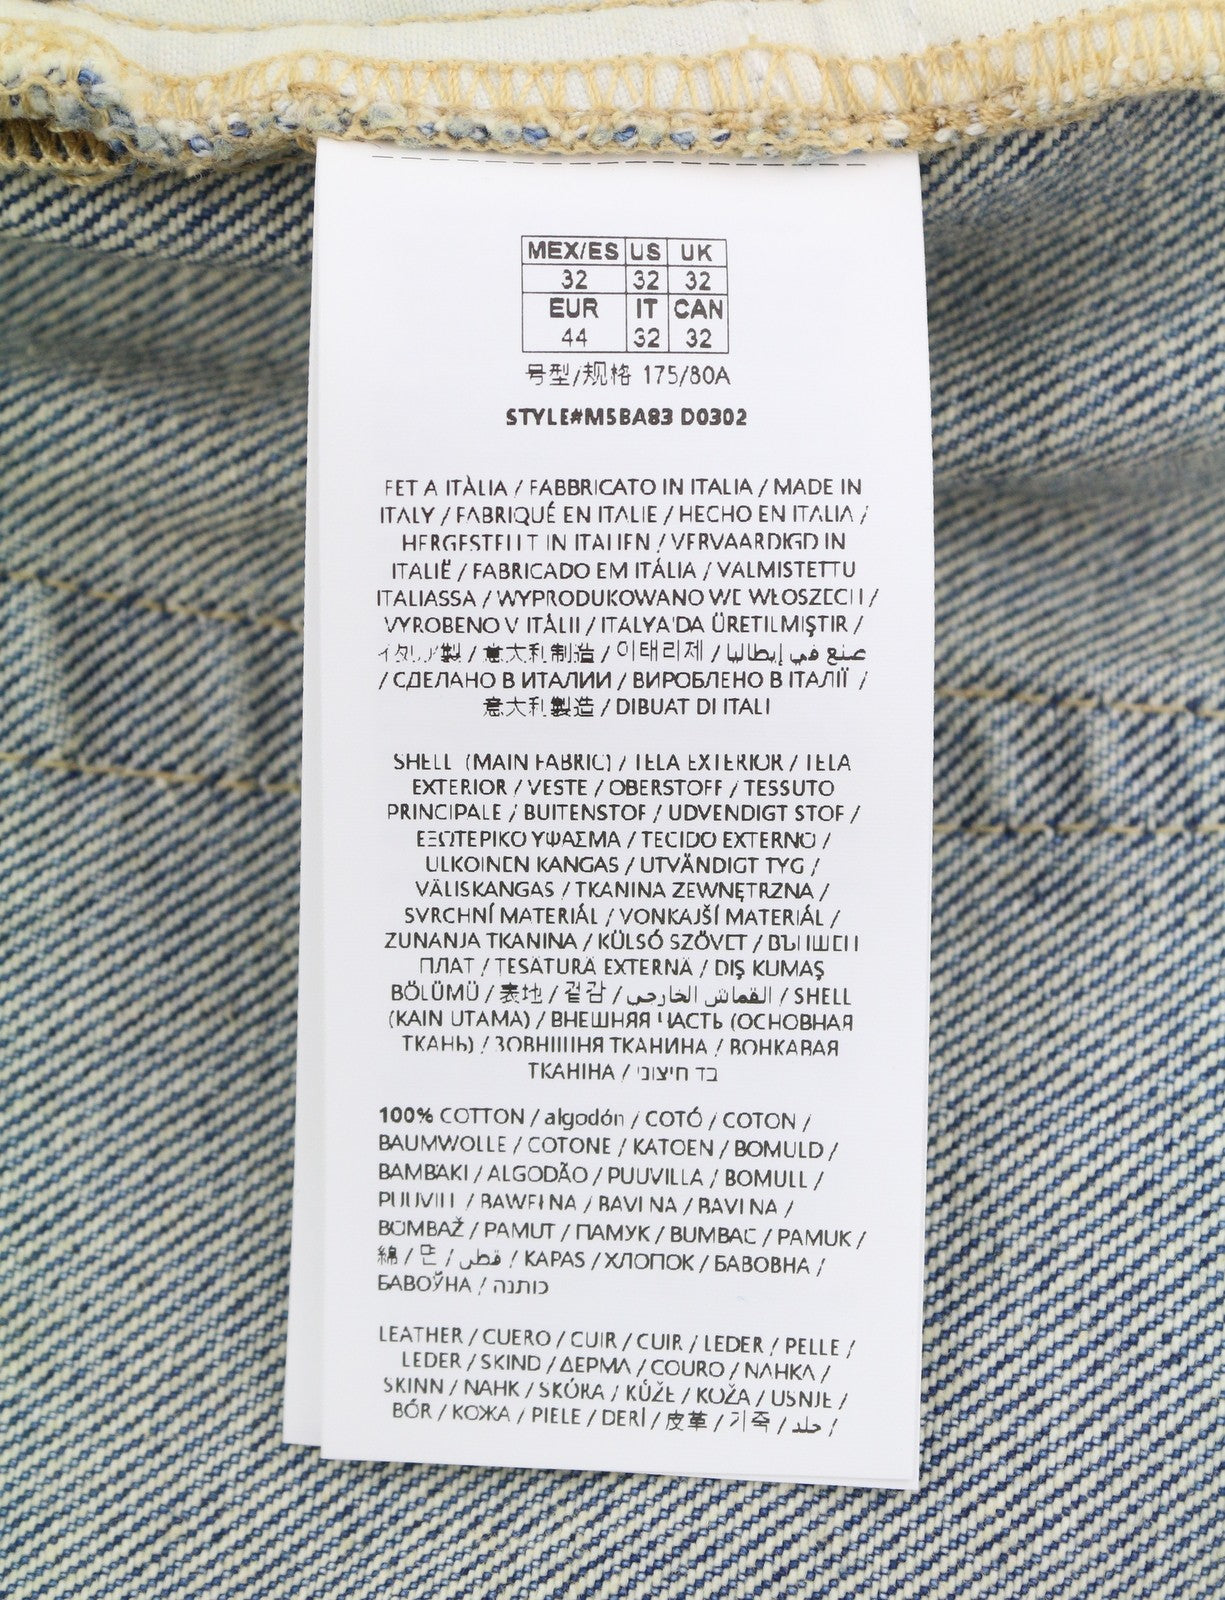 MEX/ES US UK
32 32 32
EUR IT CAN
44 32 32
号型/规格 175/80A
STYLE#M5BA83 D0302
FET A ITÀLIA / FABBRICATO IN ITALIA / MADE IN
ITALY / FABRIQUÉ EN ITALIE / HECHO EN ITALIA /
HERGESTELLT IN ITALIEN / VERVAARDIGD IN
ITALIË / FABRICADO EM ITÁLIA / VALMISTETTU
ITALIASSA / WYPRODUKOWANO WE WŁOSZECH /
VYROBENO V ITÁLII / ITALYA'DA ÜRETILMIŞTIR /
イタリア製 / 意大利制造 / 이태리제 / صنع في إيطاليا
/ СДЕЛАНО В ИТАЛИИ / ВИРОБЛЕНО В ІТАЛІЇ /
意大利製造 / DIBUAT DI ITALI
SHELL (MAIN FABRIC) / TELA EXTERIOR / TELA
EXTERIOR / VESTE / OBERSTOFF / TESSUTO
PRINCIPALE / BUITENSTOF / UDVENDIGT STOF /
ΕΞΩΤΕΡΙΚΟ ΥΦΑΣΜΑ / TECIDO EXTERNO /
ULKOINEN KANGAS / UTVÄNDIGT TYG /
VÄLISKANGAS / TKANINA ZEWNĘTRZNA /
SVRCHNÍ MATERIÁL / VONKAJŠÍ MATERIÁL /
ZUNANJA TKANINA / KÜLSŐ SZÖVET / ВЪНШЕН
ПЛАТ / ŢESĂTURĂ EXTERNĂ / DIŞ KUMAŞ
BÖLÜMÜ / 表地 / 겉감 / القماش الخارجي / SHELL
(KAIN UTAMA) / ВНЕШНЯЯ ЧАСТЬ (ОСНОВНАЯ
ТКАНЬ) / ЗОВНІШНЯ ТКАНИНА / ВОНКАВАЯ
ТКАНІНА / בד חיצוני
100% COTTON / algodón / COTÓ / COTON /
BAUMWOLLE / COTONE / KATOEN / BOMULD /
ΒΑΜΒΑΚΙ / ALGODÃO / PUUVILLA / BOMULL /
PUUVILL / BAWEŁNA / BAVLNA / BAVLNA /
BOMBAŽ / PAMUT / ПАМУК / BUMBAC / PAMUK /
綿 / 면 / قطن / KAPAS / ХЛОПОК / БАВОВНА /
БАВОЎНА / כותנה
LEATHER / CUERO / CUIR / CUIR / LEDER / PELLE /
LEDER / SKIND / ΔΕΡΜΑ / COURO / NAHKA /
SKINN / NAHK / SKÓRA / KŮŽE / KOŽA / USNJE /
BŐR / КОЖА / PIELE / DERİ / 皮革 / 가죽 / جلد /